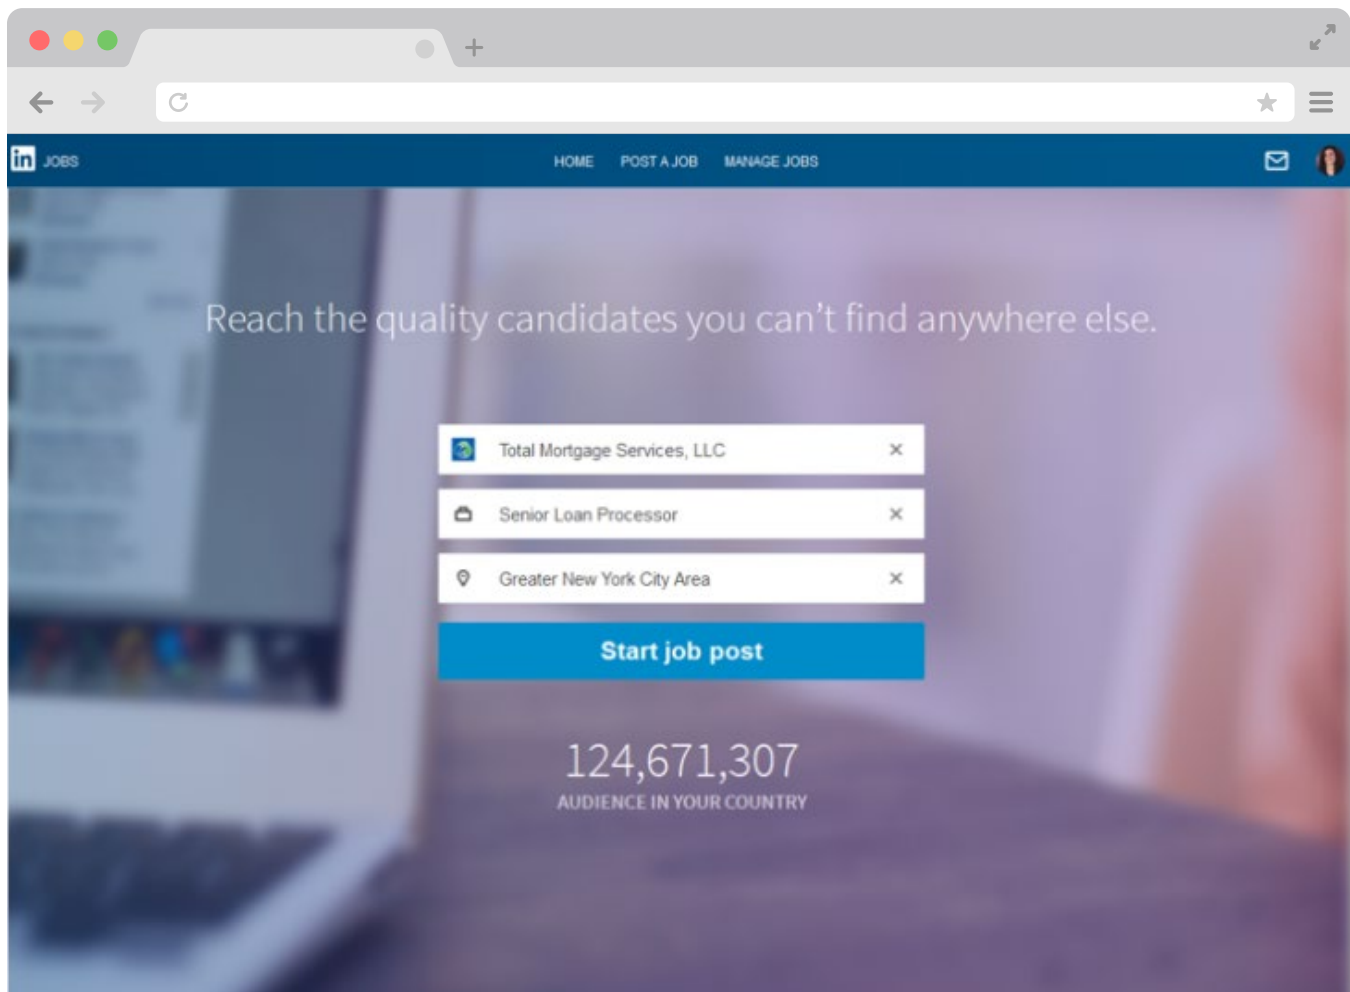 in JOBS
HOME POST A JOB MANAGE JOBS
Reach the quality candidates you can't find anywhere else.
Total Mortgage Services, LLC
Senior Loan Processor
Greater New York City Area
Start job post
124,671,307
AUDIENCE IN YOUR COUNTRY